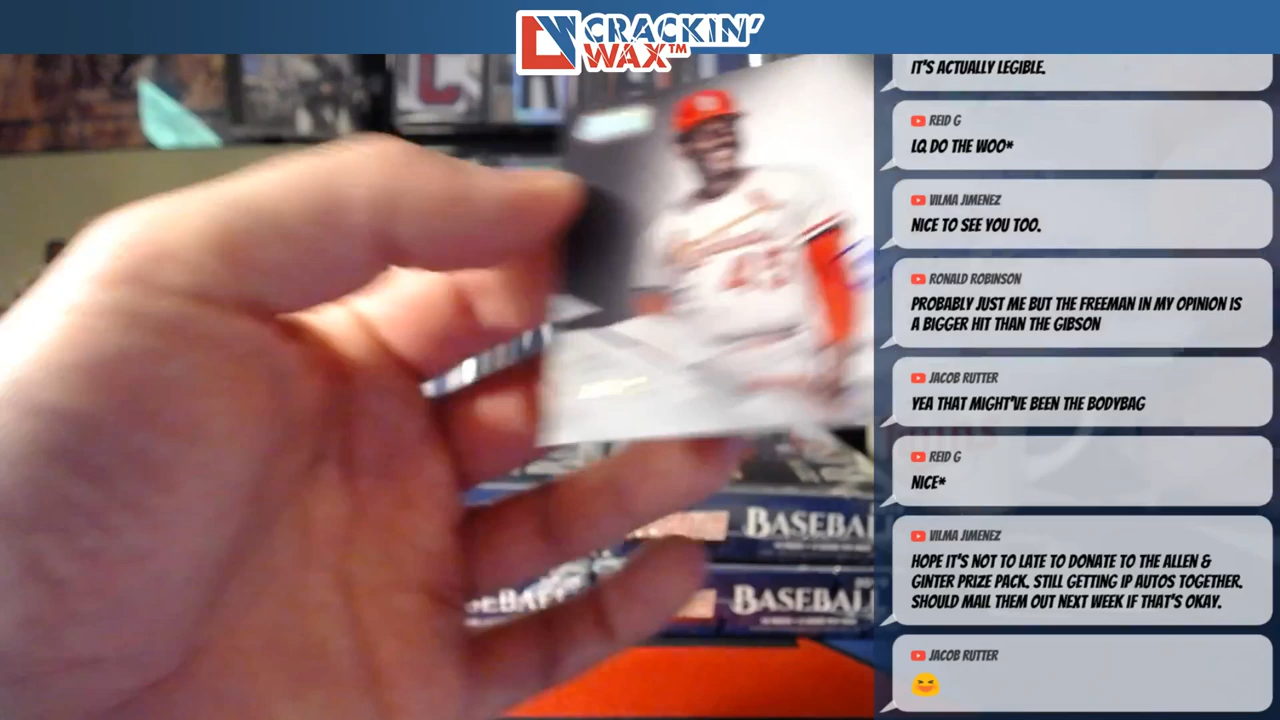 CRACKIN'
WAX™
IT'S ACTUALLY LEGIBLE.
REID G
LQ, DO THE WOO*
VILMA JIMENEZ
NICE TO SEE YOU TOO.
RONALD ROBINSON
PROBABLY JUST ME BUT THE FREEMAN IN MY OPINION IS
A BIGGER HIT THAN THE GIBSON
JACOB RUTTER
YEA THAT MIGHT'VE BEEN THE BODYBAG
REID G
NICE*
VILMA JIMENEZ
HOPE IT'S NOT TO LATE TO DONATE TO THE ALLEN &
GINTER PRIZE PACK. STILL GETTING IP AUTOS TOGETHER.
SHOULD MAIL THEM OUT NEXT WEEK IF THAT'S OKAY.
JACOB RUTTER
45
BASEBAL
BASEBAL